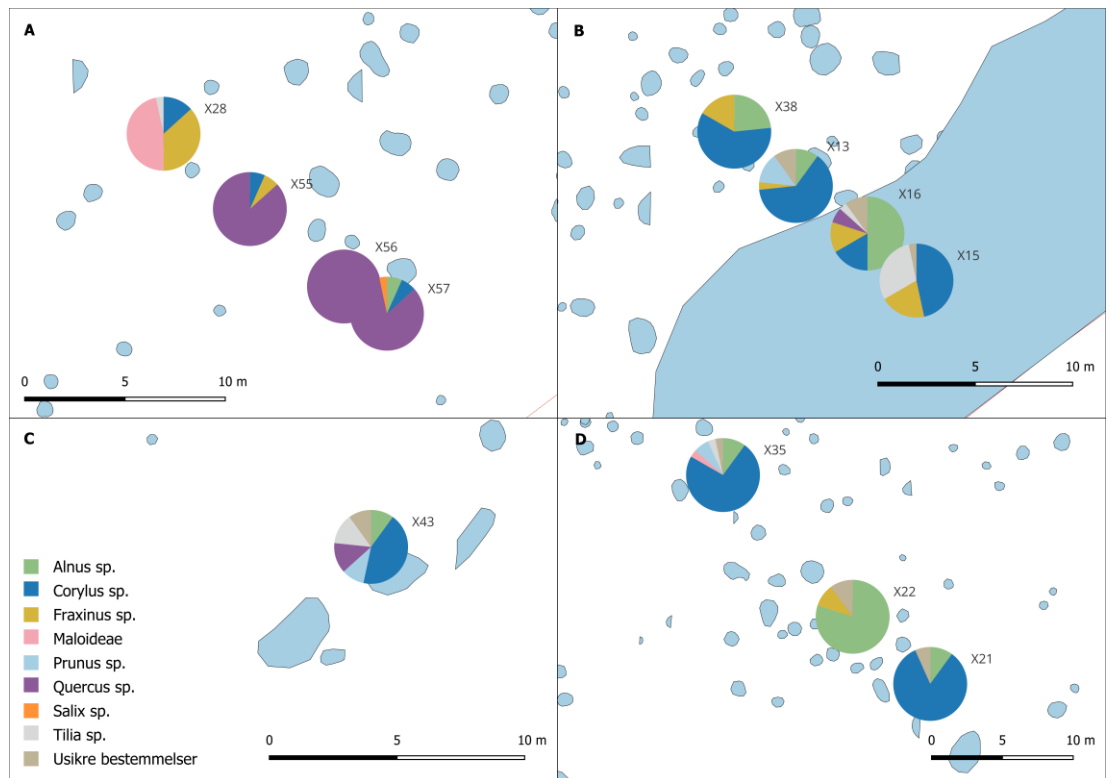 A
X28
X55
X56
X57
0 5 10 m
B
X38
X13
X16
X15
0 5 10 m
C
X43
Alnus sp.
Corylus sp.
Fraxinus sp.
Maloideae
Prunus sp.
Quercus sp.
Salix sp.
Tilia sp.
Usikre bestemmelser
0 5 10 m
D
X35
X22
X21
0 5 10 m